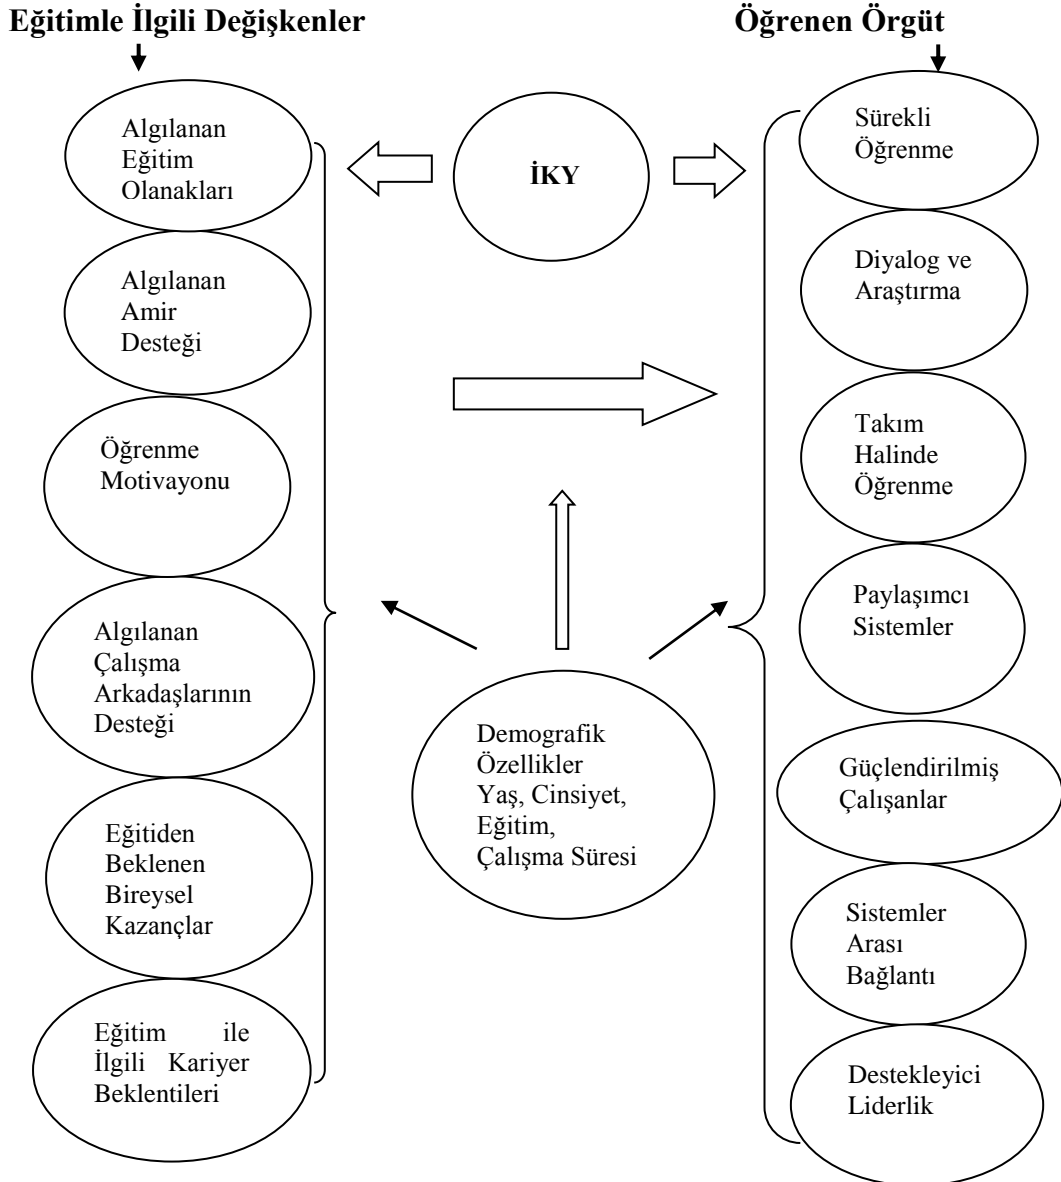 Eğitimle İlgili Değişkenler
Öğrenen Örgüt
Algılanan
Eğitim
Olanakları
Algılanan
Amir
Desteği
Öğrenme
Motivayonu
Algılanan
Çalışma
Arkadaşlarının
Desteği
Eğitiden
Beklenen
Bireysel
Kazançlar
Eğitim ile
İlgili Kariyer
Beklentileri
İKY
Demografik
Özellikler
Yaş, Cinsiyet,
Eğitim,
Çalışma Süresi
Sürekli
Öğrenme
Diyalog ve
Araştırma
Takım
Halinde
Öğrenme
Paylaşımcı
Sistemler
Güçlendirilmiş
Çalışanlar
Sistemler
Arası
Bağlantı
Destekleyici
Liderlik